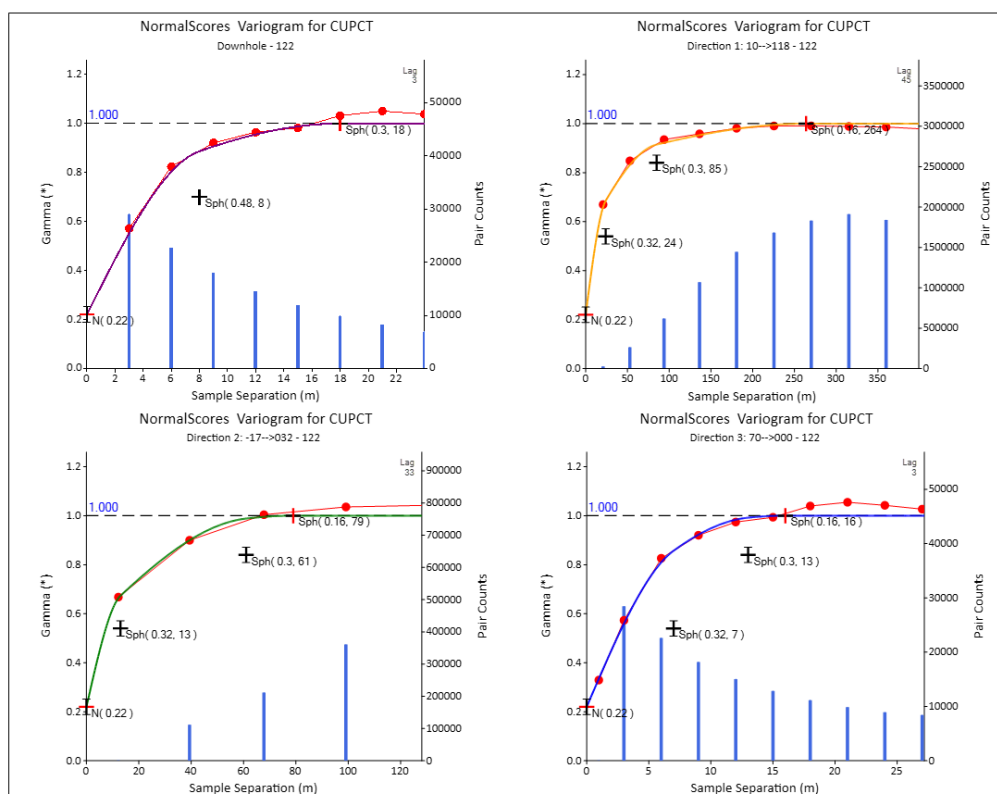 NormalScores Variogram for CUPCT
Downhole - 122
Lag
3
1.2
1.0
0.8
0.6
0.4
0.2
0.0
Gamma (*)
1.000
Sph( 0.3, 18 )
Sph( 0.48, 8 )
N( 0.22 )
50000
40000
30000
20000
10000
0
Pair Counts
0 2 4 6 8 10 12 14 16 18 20 22
Sample Separation (m)
NormalScores Variogram for CUPCT
Direction 1: 10-->118 - 122
Lag
45
1.2
1.0
0.8
0.6
0.4
0.2
0.0
Gamma (*)
1.000
Sph( 0.16, 264 )
Sph( 0.3, 85 )
Sph( 0.32, 24 )
N( 0.22 )
3500000
3000000
2500000
2000000
1500000
1000000
500000
0
Pair Counts
0 50 100 150 200 250 300 350
Sample Separation (m)
NormalScores Variogram for CUPCT
Direction 2: -17-->032 - 122
Lag
33
1.2
1.0
0.8
0.6
0.4
0.2
0.0
Gamma (*)
1.000
Sph( 0.16, 79 )
Sph( 0.3, 61 )
Sph( 0.32, 13 )
N( 0.22 )
900000
800000
700000
600000
500000
400000
300000
200000
100000
0
Pair Counts
0 20 40 60 80 100 120
Sample Separation (m)
NormalScores Variogram for CUPCT
Direction 3: 70-->000 - 122
Lag
3
1.2
1.0
0.8
0.6
0.4
0.2
0.0
Gamma (*)
1.000
Sph( 0.16, 16 )
Sph( 0.3, 13 )
Sph( 0.32, 7 )
N( 0.22 )
50000
40000
30000
20000
10000
0
Pair Counts
0 5 10 15 20 25
Sample Separation (m)